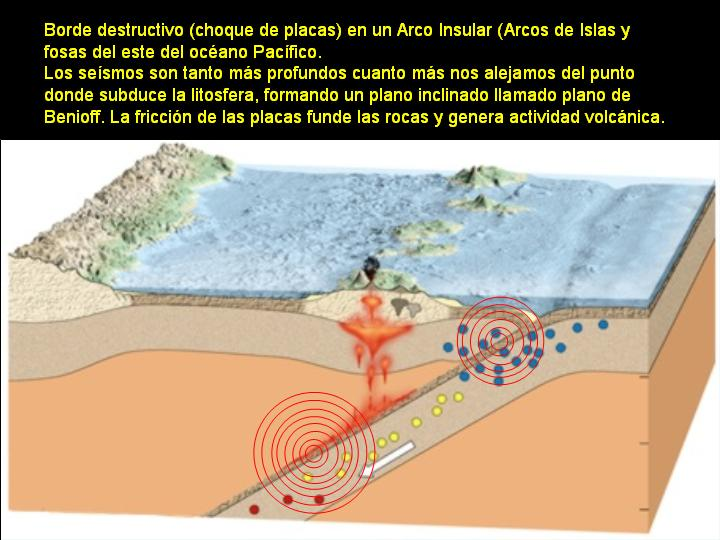 Borde destructivo (choque de placas) en un Arco Insular (Arcos de Islas y
fosas del este del océano Pacífico.
Los seísmos son tanto más profundos cuanto más nos alejamos del punto
donde subduce la litosfera, formando un plano inclinado llamado plano de
Benioff. La fricción de las placas funde las rocas y genera actividad volcánica.